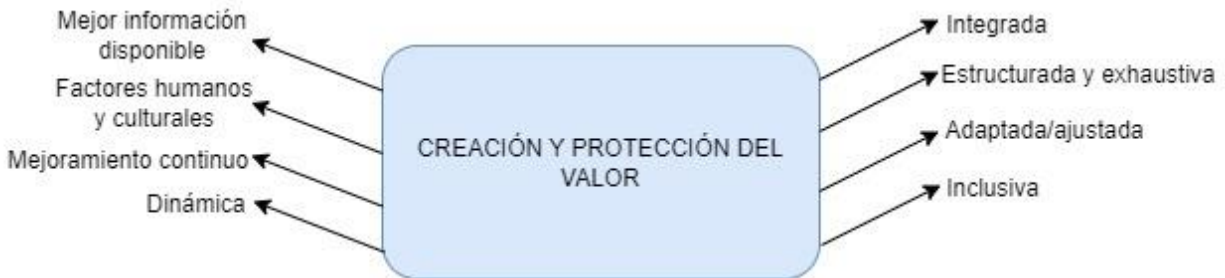 Mejor información
disponible
Factores humanos
y culturales
Mejoramiento continuo
Dinámica
CREACIÓN Y PROTECCIÓN DEL
VALOR
Integrada
Estructurada y exhaustiva
Adaptada/ajustada
Inclusiva